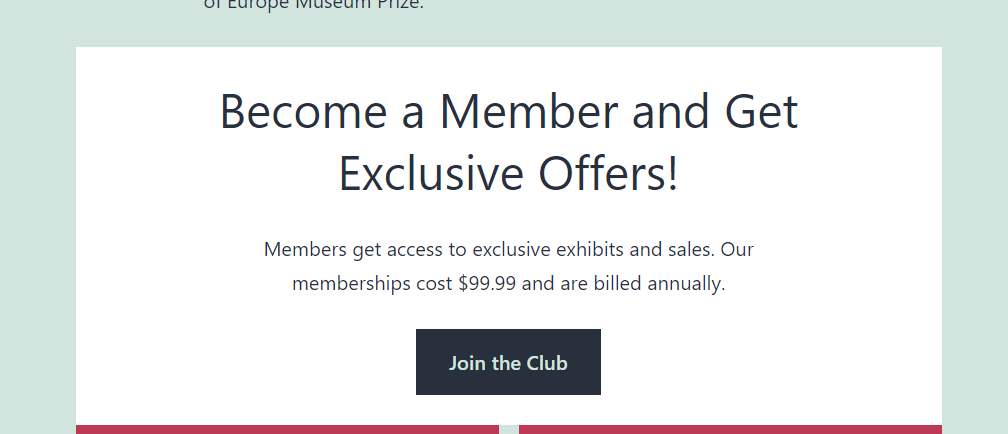 of Europe Museum Prize.
Become a Member and Get
Exclusive Offers!
Members get access to exclusive exhibits and sales. Our
memberships cost $99.99 and are billed annually.
Join the Club